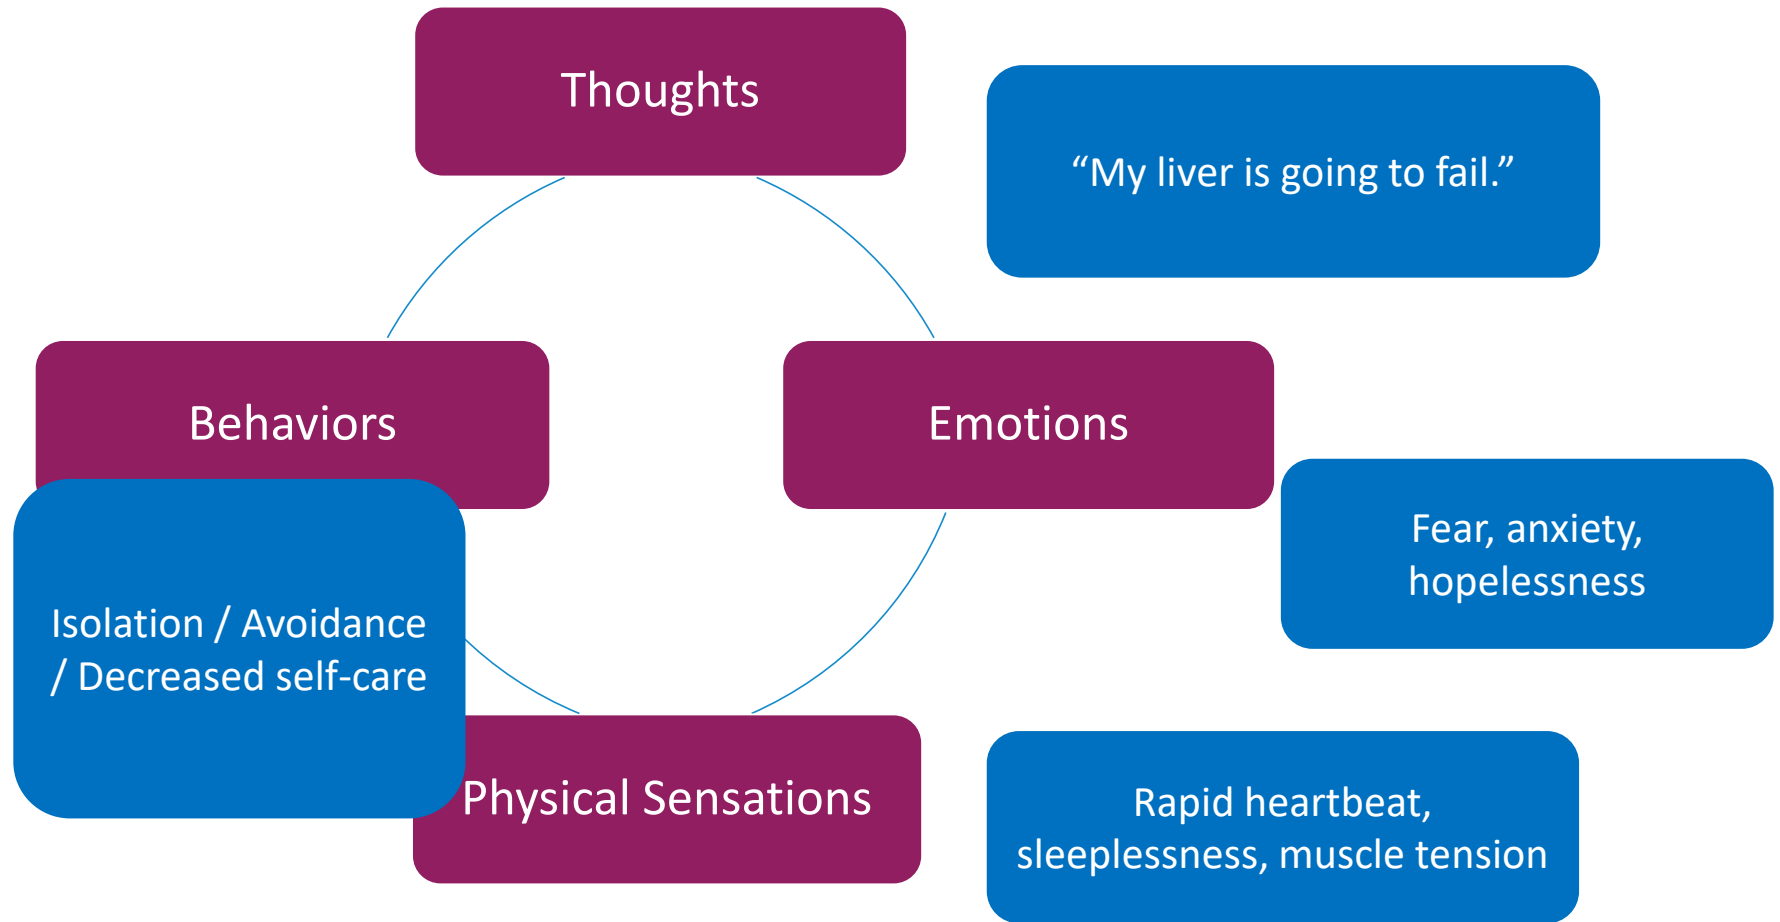 Thoughts
“My liver is going to fail.”
Behaviors
Emotions
Fear, anxiety,
hopelessness
Isolation / Avoidance
/ Decreased self-care
Physical Sensations
Rapid heartbeat,
sleeplessness, muscle tension